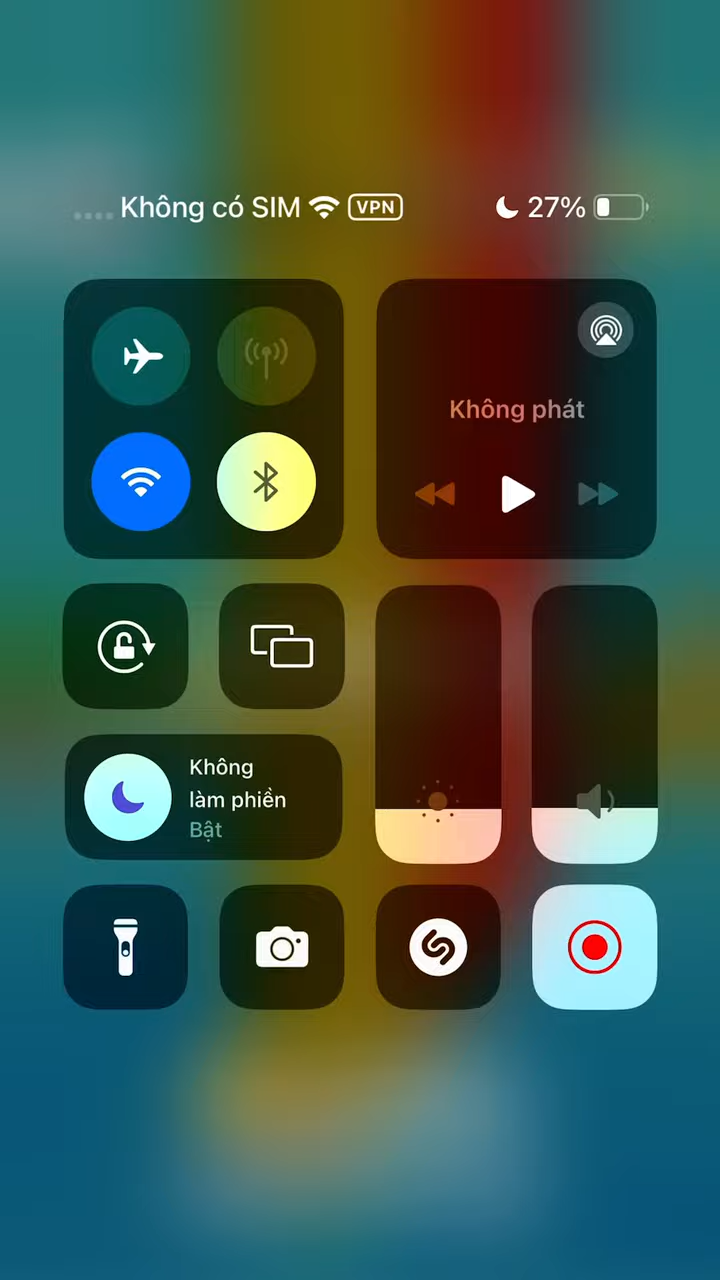 Không có SIM VPN 27%
Không phát
Không
làm phiền
Bật